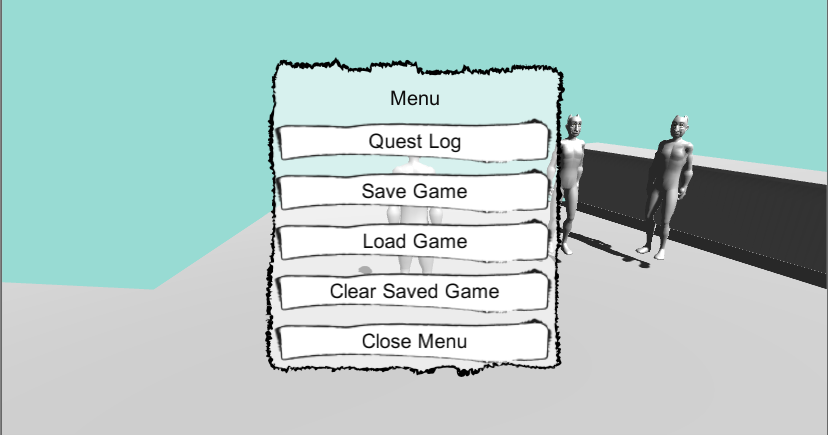 Menu
Quest Log
Save Game
Load Game
Clear Saved Game
Close Menu